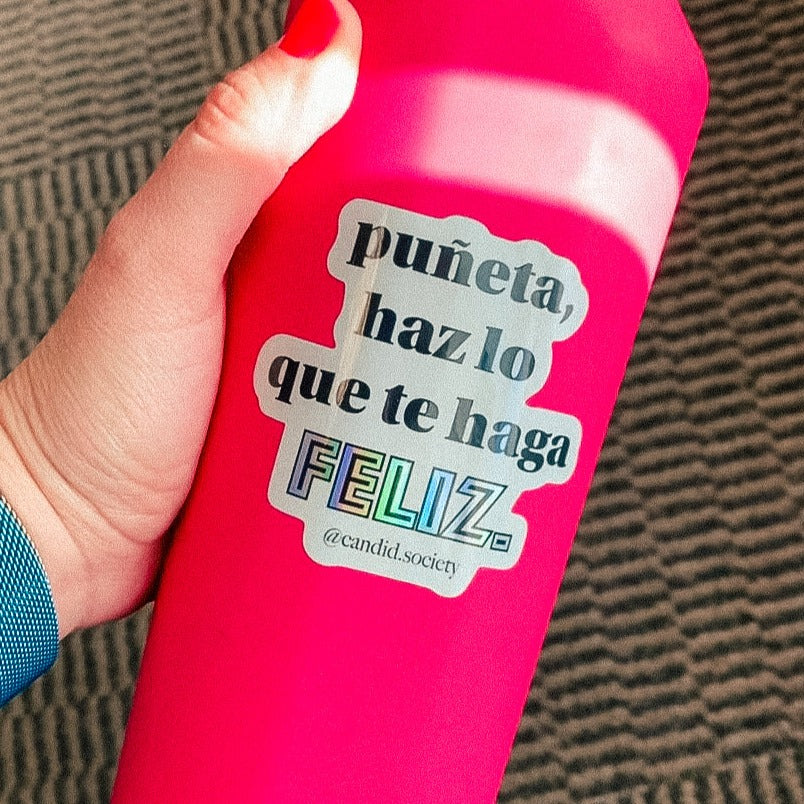 puñeta,
haz lo
que te haga
FELIZ.
@candid.society